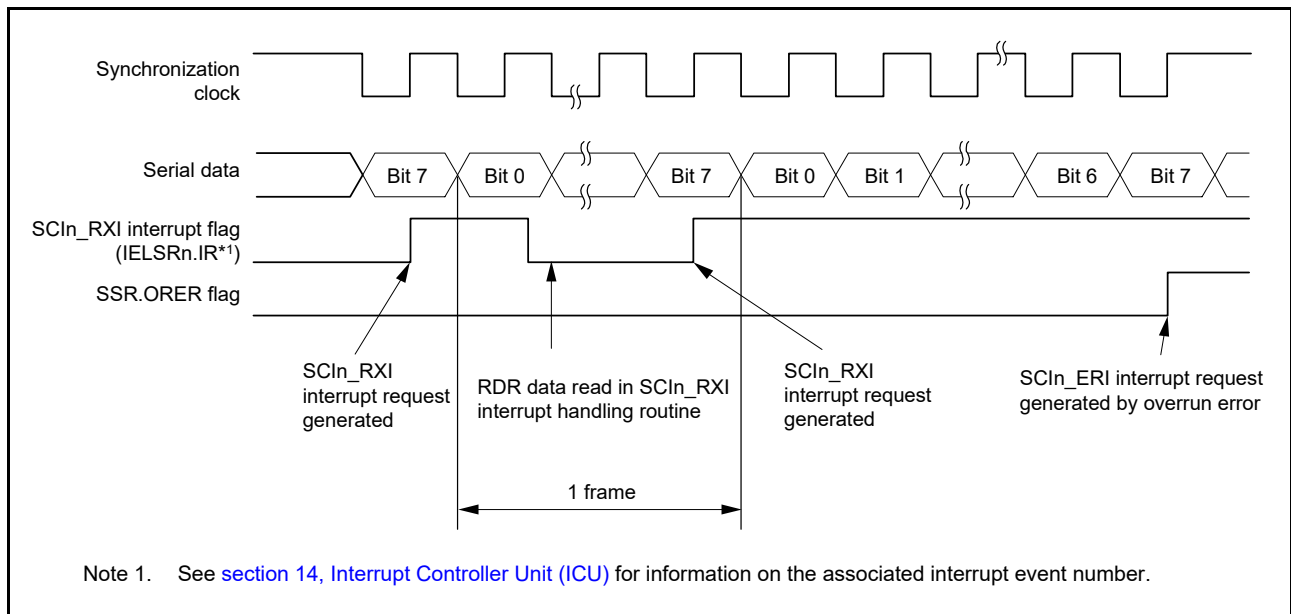 Synchronization
clock
Serial data
Bit 7
Bit 0
Bit 7
Bit 0
Bit 1
Bit 6
Bit 7
SCIn_RXI interrupt flag
(IELSRn.IR*1)
SSR.ORER flag
SCIn_RXI
interrupt request
generated
RDR data read in SCIn_RXI
interrupt handling routine
SCIn_RXI
interrupt request
generated
SCIn_ERI interrupt request
generated by overrun error
1 frame
Note 1. See section 14, Interrupt Controller Unit (ICU) for information on the associated interrupt event number.